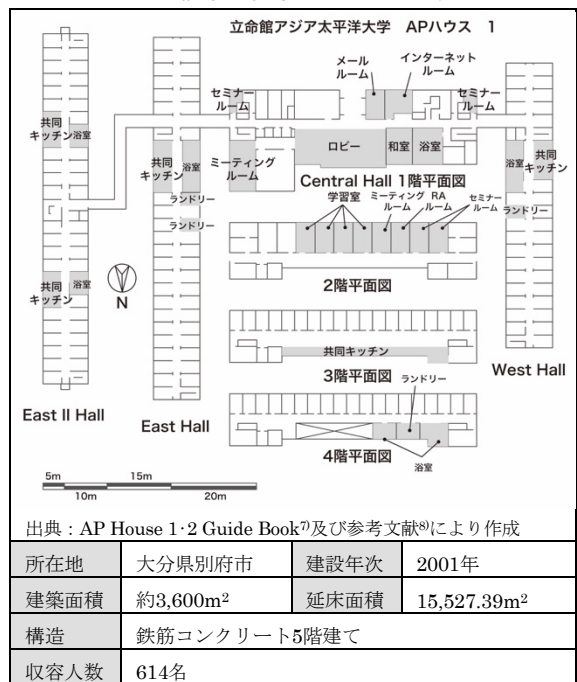 立命館アジア太平洋大学 APハウス 1
メール
ルーム
インターネット
ルーム
セミナー
ルーム
セミナー
ルーム
共同
キッチン
浴室
共同
キッチン
浴室
ミーティング
ルーム
ロビー
和室
浴室
浴室
共同
キッチン
Central Hall 1階平面図
ランドリー
ランドリー
ランドリー
学習室
ミーティング
ルーム
RA
ルーム
セミナー
ルーム
2階平面図
共同
キッチン
浴室
N
共同キッチン
3階平面図
West Hall
ランドリー
East II Hall
East Hall
4階平面図
浴室
5m
15m
10m
20m
出典：AP House 1･2 Guide Book7)及び参考文献8)により作成
所在地 大分県別府市 建設年次 2001年
建築面積 約3,600m2 延床面積 15,527.39m2
構造 鉄筋コンクリート5階建て
収容人数 614名